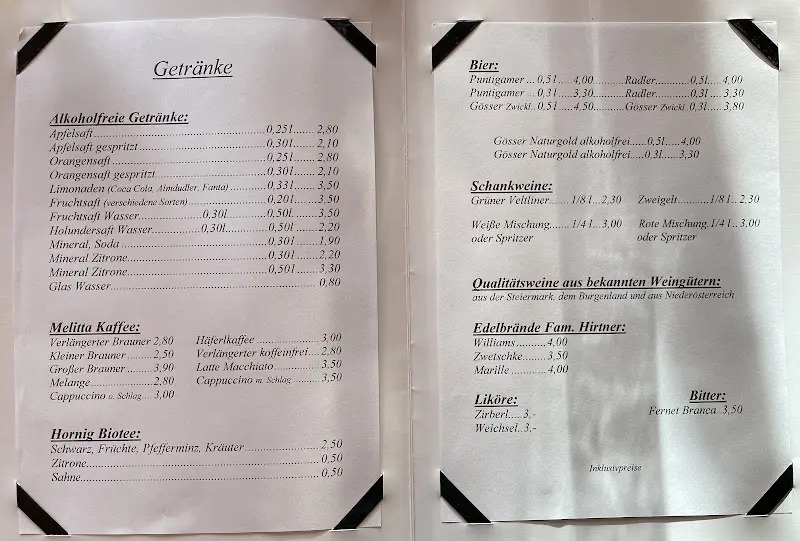 Getränke
Alkoholfreie Getränke:
Apfelsaft ........ 0,25l ...... 2,80
Apfelsaft gespritzt ........ 0,30l ...... 2,10
Orangensaft ........ 0,25l ...... 2,80
Orangensaft gespritzt ........ 0,30l ...... 2,10
Limonaden (Coca Cola, Almdudler, Fanta) ........ 0,33l ...... 3,50
Fruchtsaft (verschiedene Sorten) ........ 0,20l ...... 3,50
Fruchtsaft Wasser ........ 0,30l ........ 0,50l ...... 3,50
Holundersaft Wasser ........ 0,30l ........ 0,50l ...... 2,20
Mineral, Soda ........ 0,30l ...... 1,90
Mineral Zitrone ........ 0,30l ...... 2,20
Mineral Zitrone ........ 0,50l ...... 3,30
Glas Wasser ........ 0,80
Melitta Kaffee:
Verlängerter Brauner 2,80 Häferlkaffee ........ 3,00
Kleiner Brauner ..... 2,50 Verlängerter koffeinfrei.... 2,80
Großer Brauner ..... 3,90 Latte Macchiato ........ 3,50
Melange ........ 2,80 Cappuccino m. Schlag ........ 3,50
Cappuccino o. Schlag .... 3,00
Hornig Biotee:
Schwarz, Früchte, Pfefferminz, Kräuter ........ 2,50
Zitrone ........ 0,50
Sahne ........ 0,50
Bier:
Puntigamer ... 0,5l ..... 4,00 ........ Radler ........ 0,5l .... 4,00
Puntigamer ... 0,3l ..... 3,30 ........ Radler ........ 0,3l .... 3,30
Gösser Zwickl.. 0,5l ..... 4,50 ........ Gösser Zwickl. 0,3l .... 3,80
Gösser Naturgold alkoholfrei ..... 0,5l .... 4,00
Gösser Naturgold alkoholfrei ..... 0,3l .... 3,30
Schankweine:
Grüner Veltliner ...... 1/8 l .. 2,30 Zweigelt ........ 1/8 l .. 2,30
Weiße Mischung ...... 1/4 l .. 3,00 Rote Mischung. 1/4 l .. 3,00
oder Spritzer oder Spritzer
Qualitätsweine aus bekannten Weingütern:
aus der Steiermark, dem Burgenland und aus Niederösterreich
Edelbrände Fam. Hirtner:
Williams ........ 4,00
Zwetschke ........ 3,50
Marille ........ 4,00
Liköre: Bitter:
Zirberl ..... 3,- Fernet Branca .. 3,50
Weichsel .. 3,-
Inklusivpreise